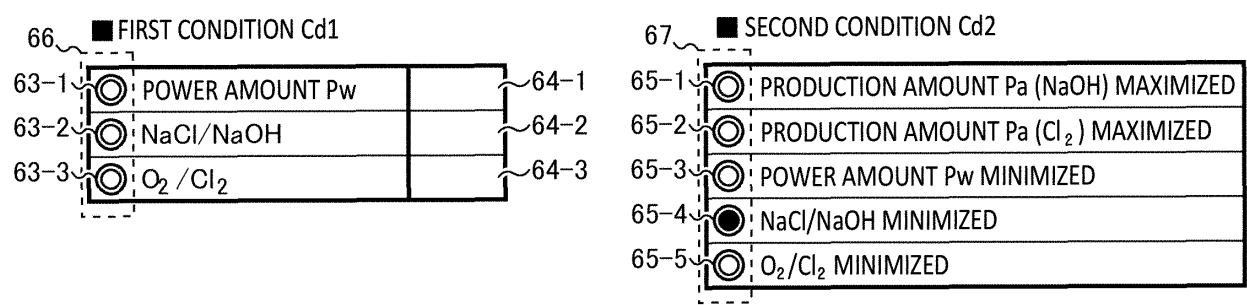 66
■ FIRST CONDITION Cd1
63-1 POWER AMOUNT Pw 64-1
63-2 NaCl/NaOH 64-2
63-3 O₂ /Cl₂ 64-3
67
■ SECOND CONDITION Cd2
65-1 PRODUCTION AMOUNT Pa (NaOH) MAXIMIZED
65-2 PRODUCTION AMOUNT Pa (Cl₂ ) MAXIMIZED
65-3 POWER AMOUNT Pw MINIMIZED
65-4 NaCl/NaOH MINIMIZED
65-5 O₂/Cl₂ MINIMIZED